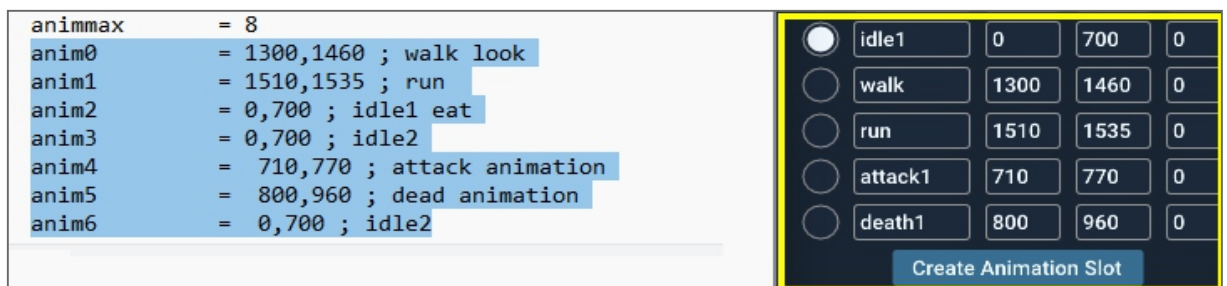 animmax = 8
anim0 = 1300,1460 ; walk look
anim1 = 1510,1535 ; run
anim2 = 0,700 ; idle1 eat
anim3 = 0,700 ; idle2
anim4 = 710,770 ; attack animation
anim5 = 800,960 ; dead animation
anim6 = 0,700 ; idle2
idle1 0 700 0
walk 1300 1460 0
run 1510 1535 0
attack1 710 770 0
death1 800 960 0
Create Animation Slot